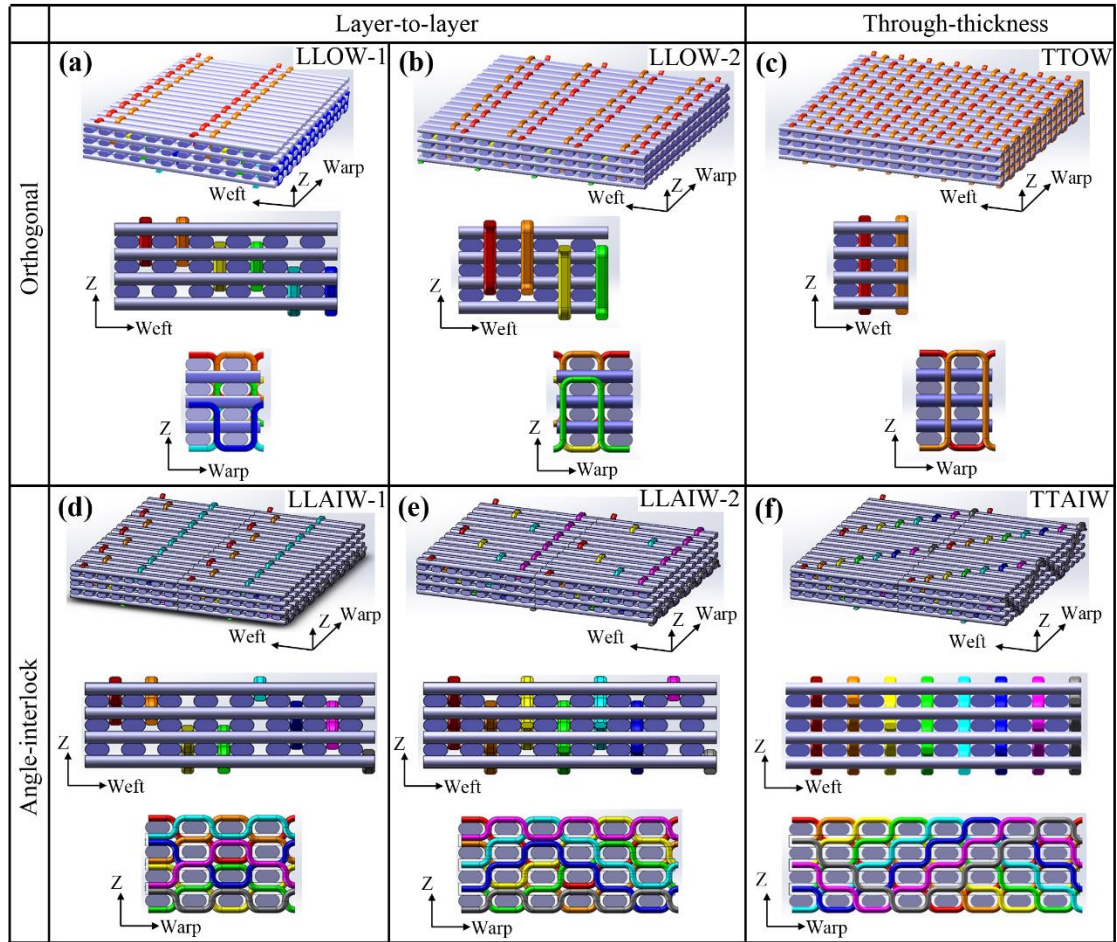 Layer-to-layer
Through-thickness
Orthogonal
(a)
LLOW-1
Z
Warp
Weft
Z
Weft
Z
Warp
(b)
LLOW-2
Z
Warp
Weft
Z
Weft
Z
Warp
(c)
TTOW
Z
Warp
Weft
Z
Weft
Z
Warp
Angle-interlock
(d)
LLAIW-1
Warp
Weft
Z
Z
Weft
Z
Warp
(e)
LLAIW-2
Warp
Weft
Z
Z
Weft
Z
Warp
(f)
TTAIW
Warp
Z
Weft
Z
Weft
Z
Warp